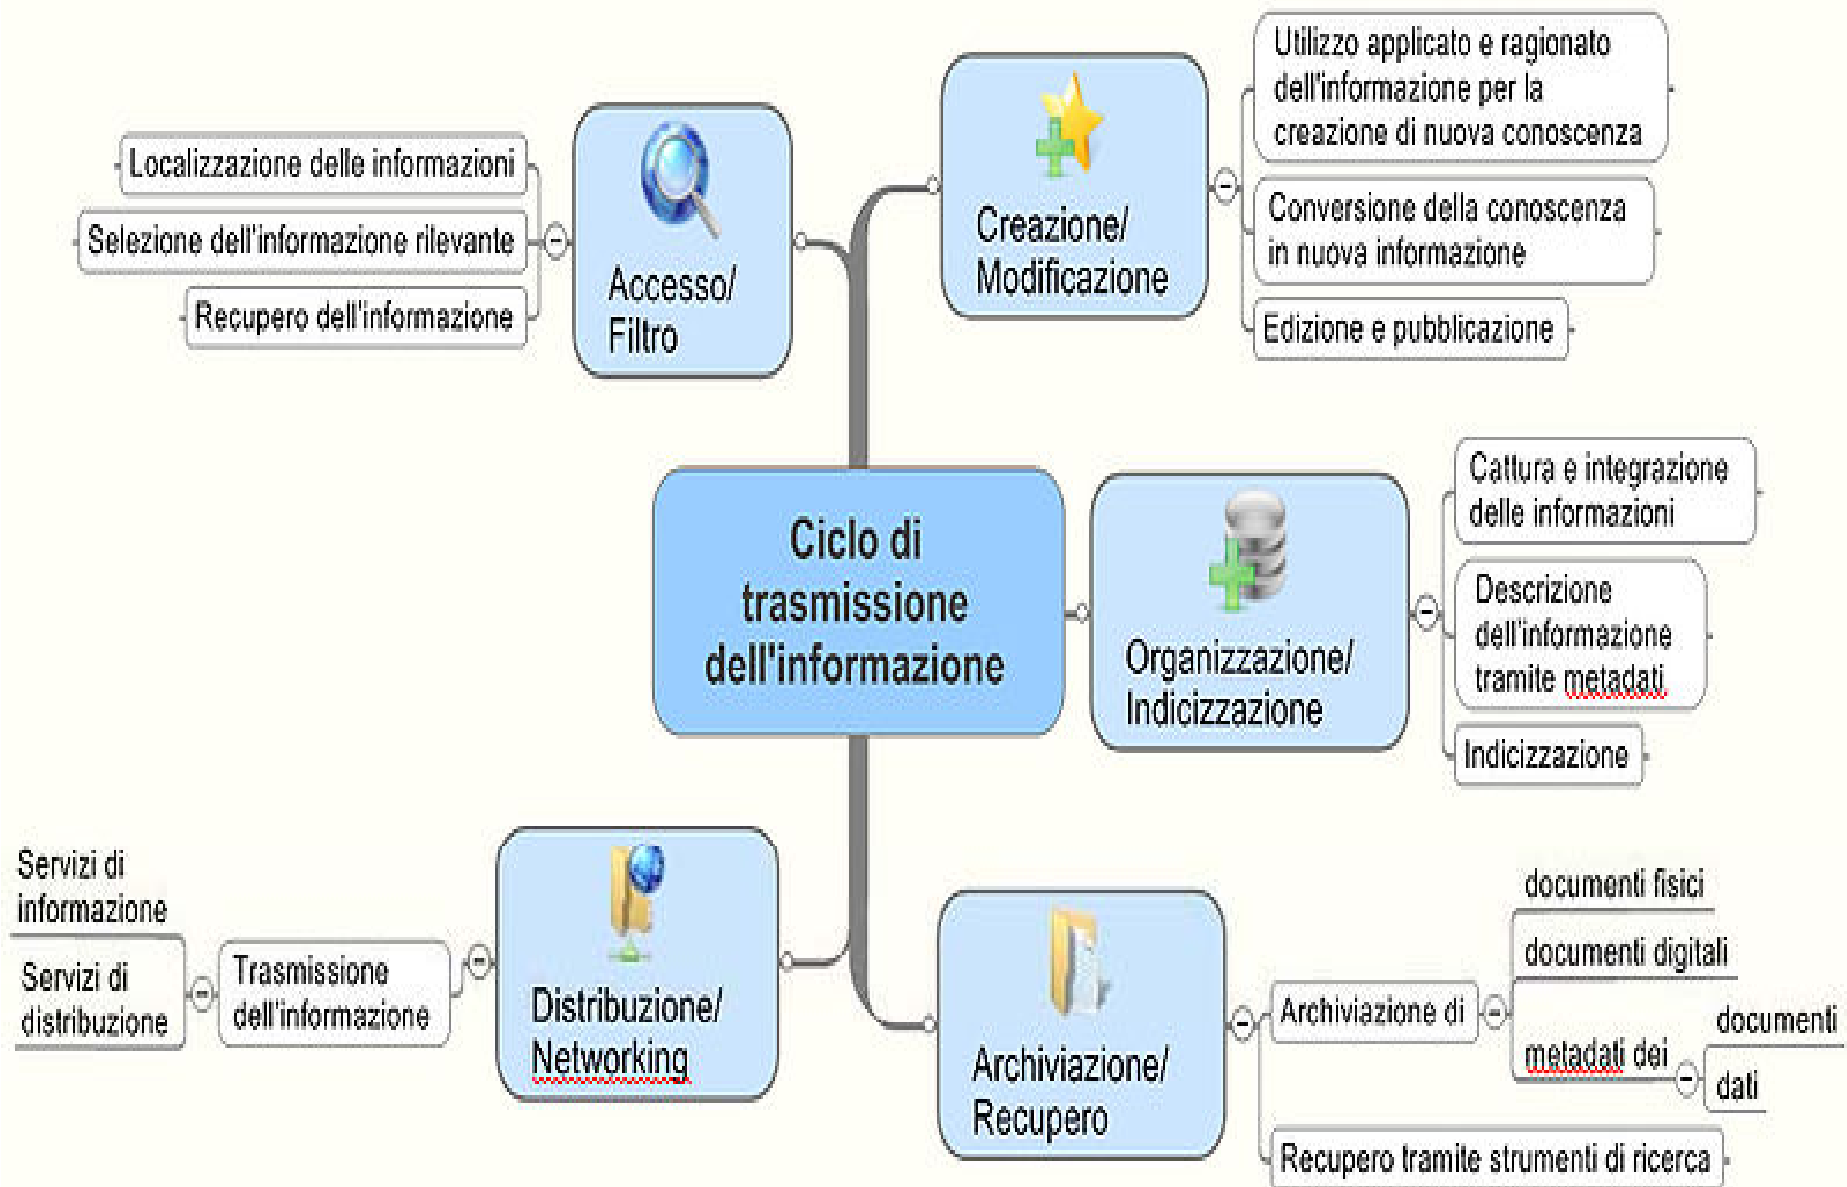 Ciclo di
trasmissione
dell'informazione
Creazione/
Modificazione
Utilizzo applicato e ragionato
dell'informazione per la
creazione di nuova conoscenza
Conversione della conoscenza
in nuova informazione
Edizione e pubblicazione
Organizzazione/
Indicizzazione
Cattura e integrazione
delle informazioni
Descrizione
dell'informazione
tramite metadati
Indicizzazione
Archiviazione/
Recupero
Archiviazione di
documenti fisici
documenti digitali
metadati dei
documenti
dati
Recupero tramite strumenti di ricerca
Distribuzione/
Networking
Trasmissione
dell'informazione
Servizi di
informazione
Servizi di
distribuzione
Accesso/
Filtro
Localizzazione delle informazioni
Selezione dell'informazione rilevante
Recupero dell'informazione